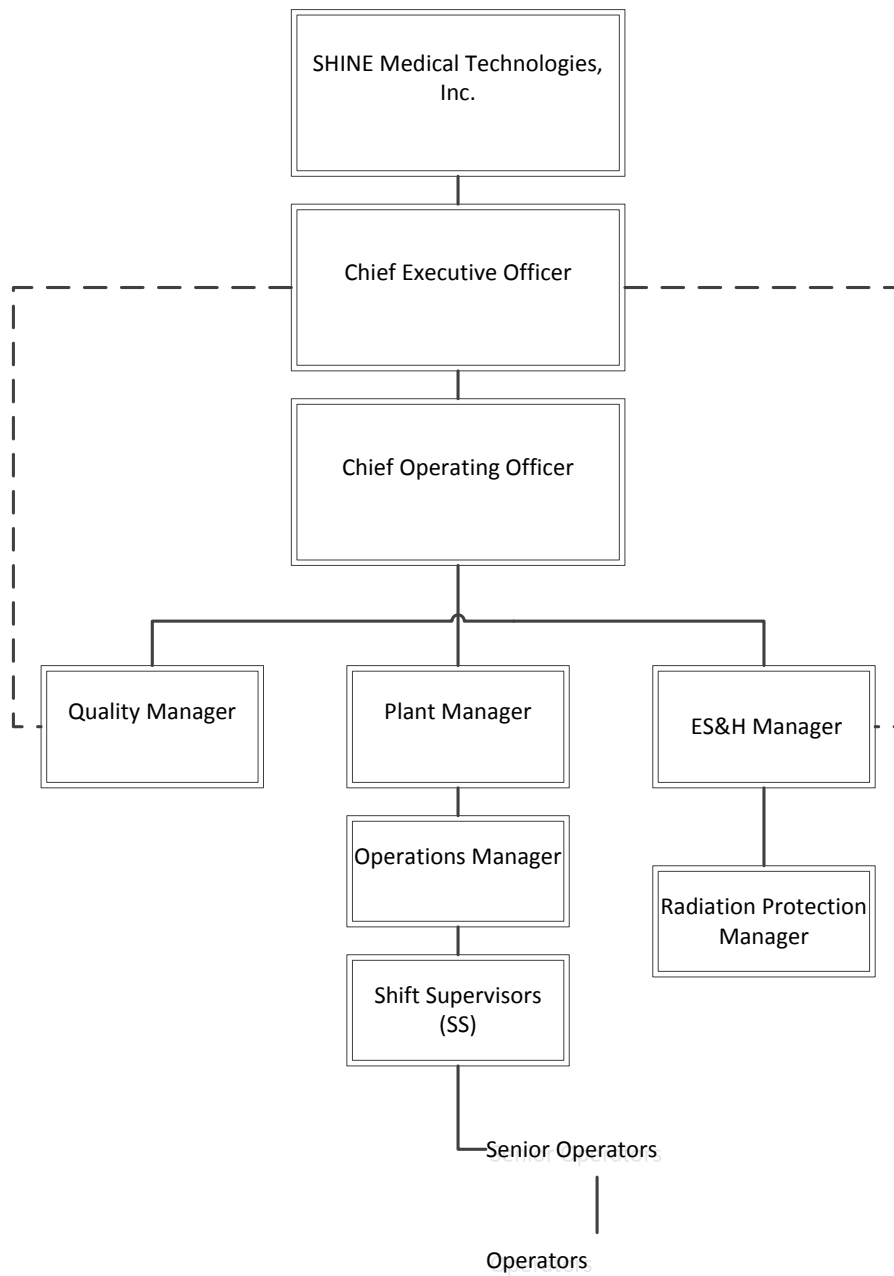 SHINE Medical Technologies,
Inc.
Chief Executive Officer
Chief Operating Officer
Quality Manager
Plant Manager
ES&H Manager
Operations Manager
Radiation Protection
Manager
Shift Supervisors
(SS)
Senior Operators
Operators